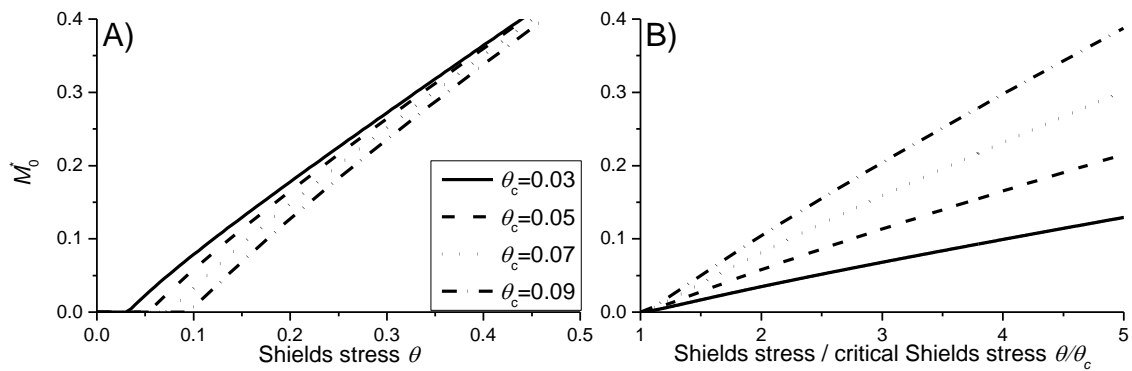 A)
B)
0.4
0.3
0.2
0.1
0.0
M*0
0.0 0.1 0.2 0.3 0.4 0.5
Shields stress θ
θc=0.03
θc=0.05
θc=0.07
θc=0.09
0.4
0.3
0.2
0.1
0.0
1 2 3 4 5
Shields stress / critical Shields stress θ/θc